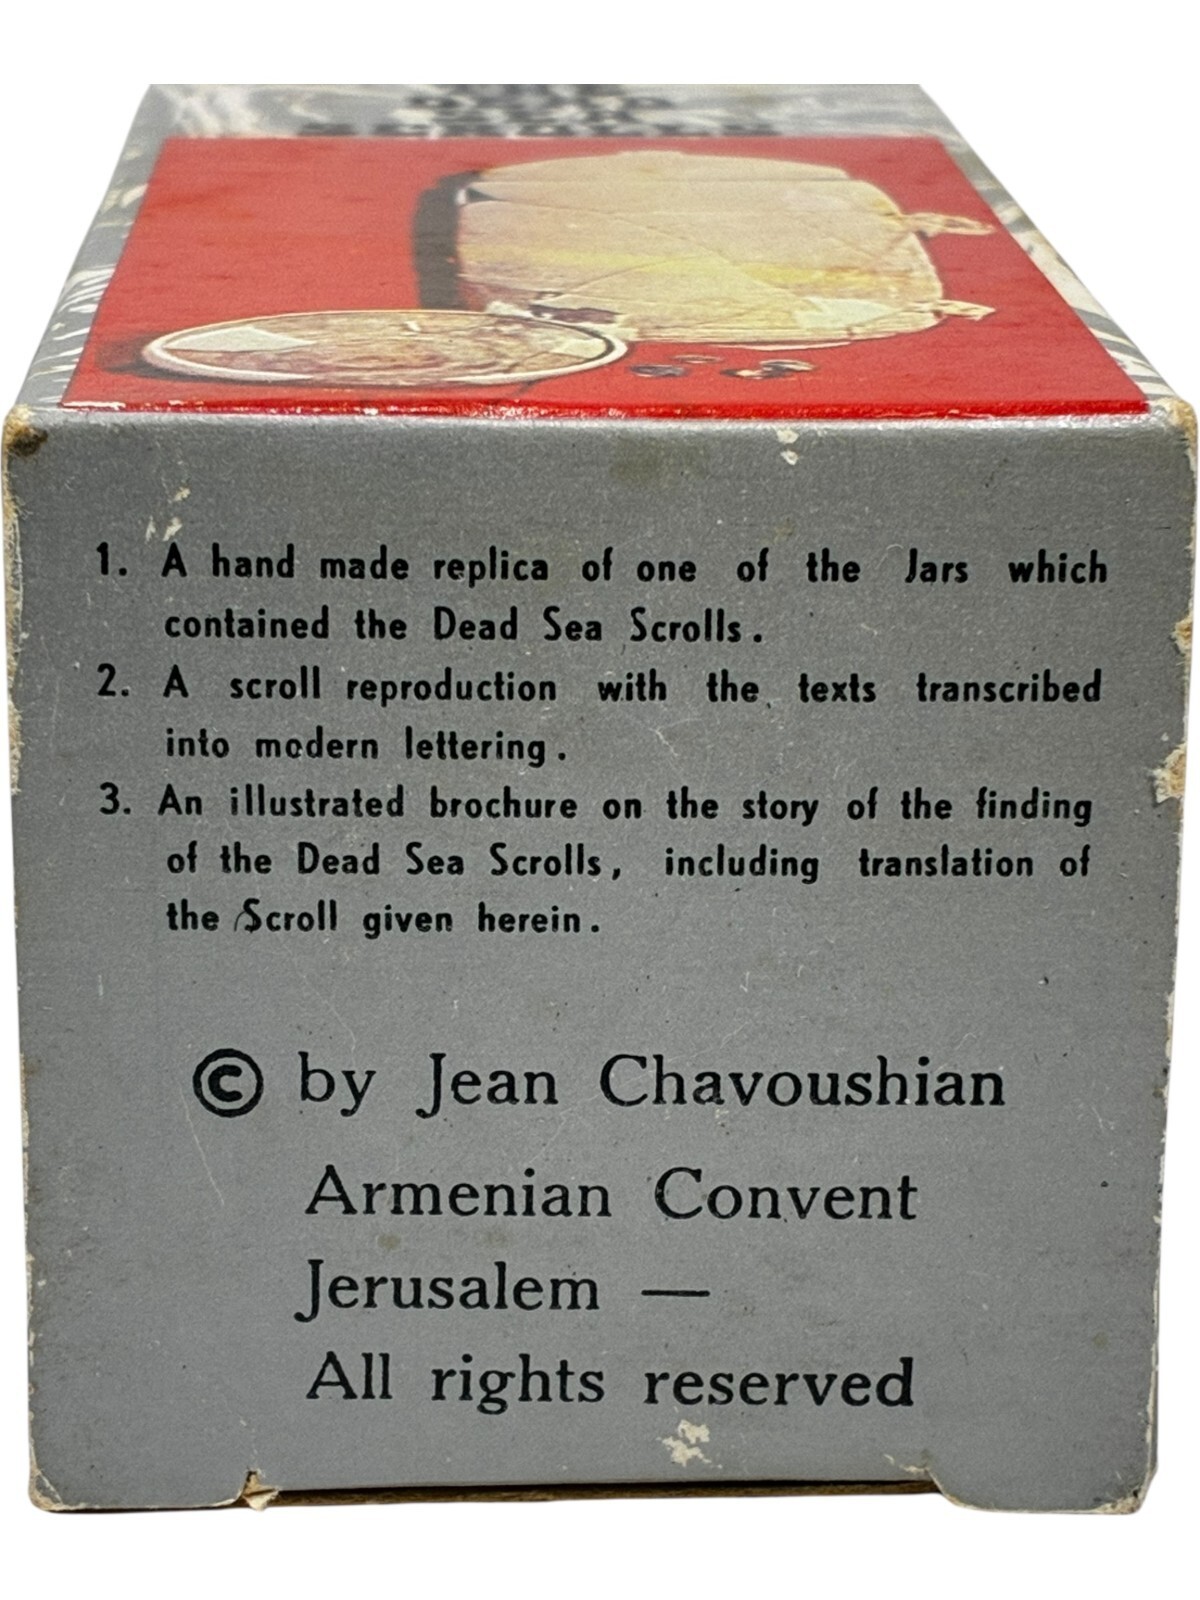 1. A hand made replica of one of the Jars which
contained the Dead Sea Scrolls.
2. A scroll reproduction with the texts transcribed
into modern lettering.
3. An illustrated brochure on the story of the finding
of the Dead Sea Scrolls, including translation of
the Scroll given herein.
© by Jean Chavoushian
Armenian Convent
Jerusalem —
All rights reserved